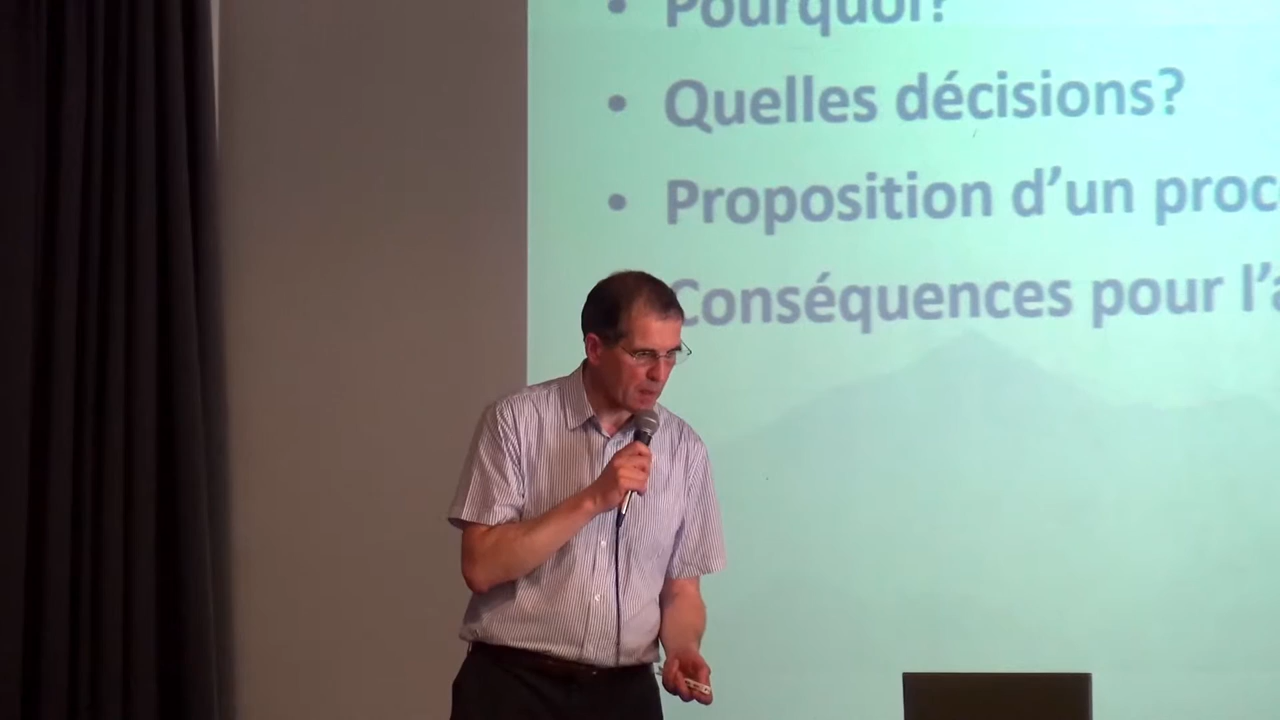 • Pourquoi?
• Quelles décisions?
• Proposition d'un proc
Conséquences pour l'a